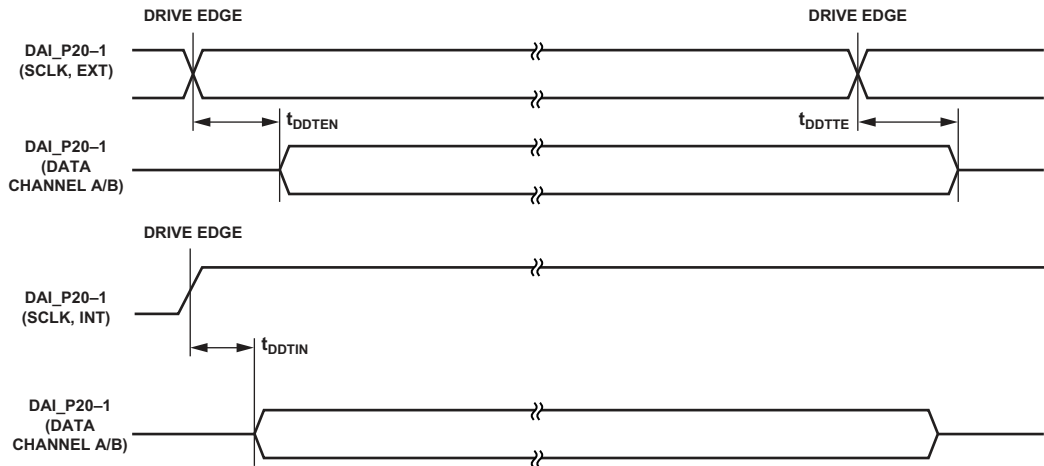 DRIVE EDGE
DRIVE EDGE
DAI_P20–1
(SCLK, EXT)
tDDTEN
tDDTTE
DAI_P20–1
(DATA
CHANNEL A/B)
DRIVE EDGE
DAI_P20–1
(SCLK, INT)
tDDTIN
DAI_P20–1
(DATA
CHANNEL A/B)